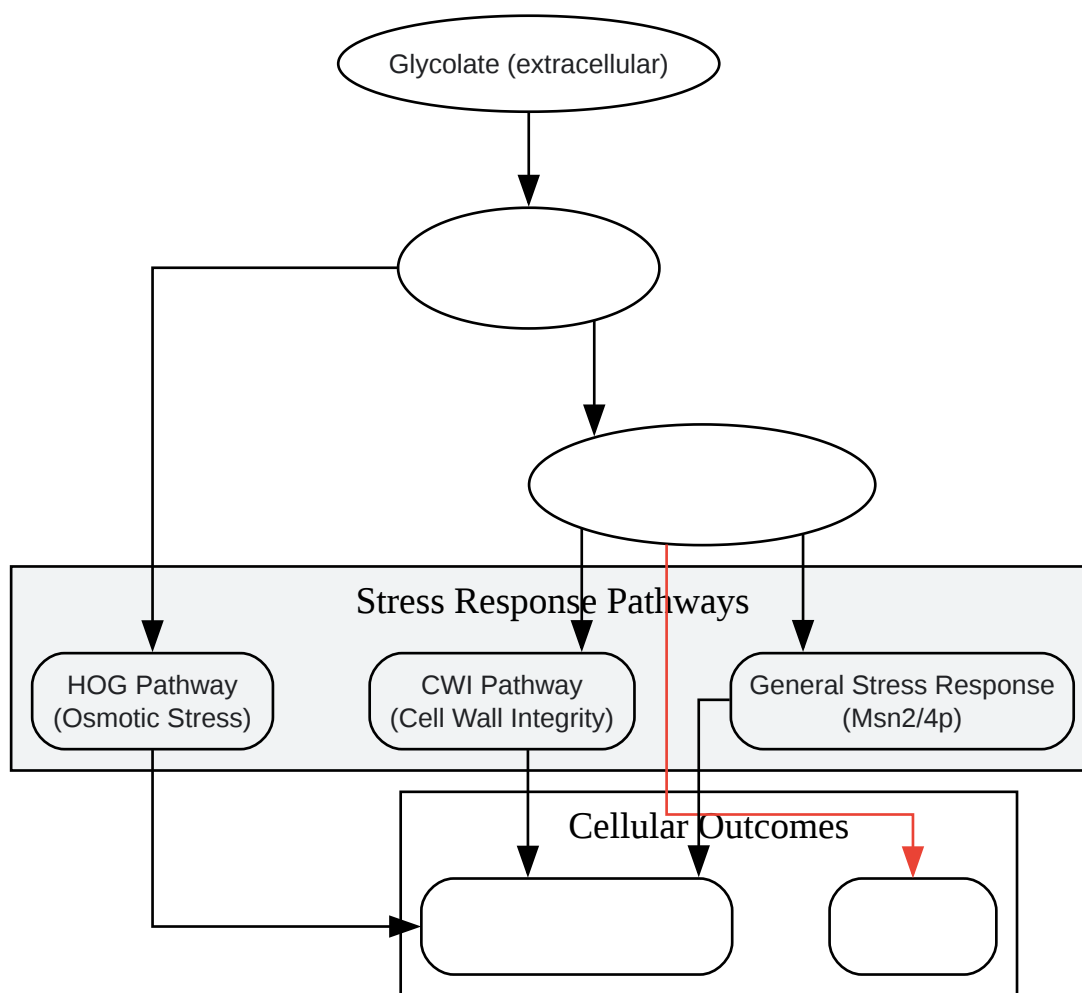 Glycolate (extracellular)
Stress Response Pathways
HOG Pathway
(Osmotic Stress)
CWI Pathway
(Cell Wall Integrity)
General Stress Response
(Msn2/4p)
Cellular Outcomes